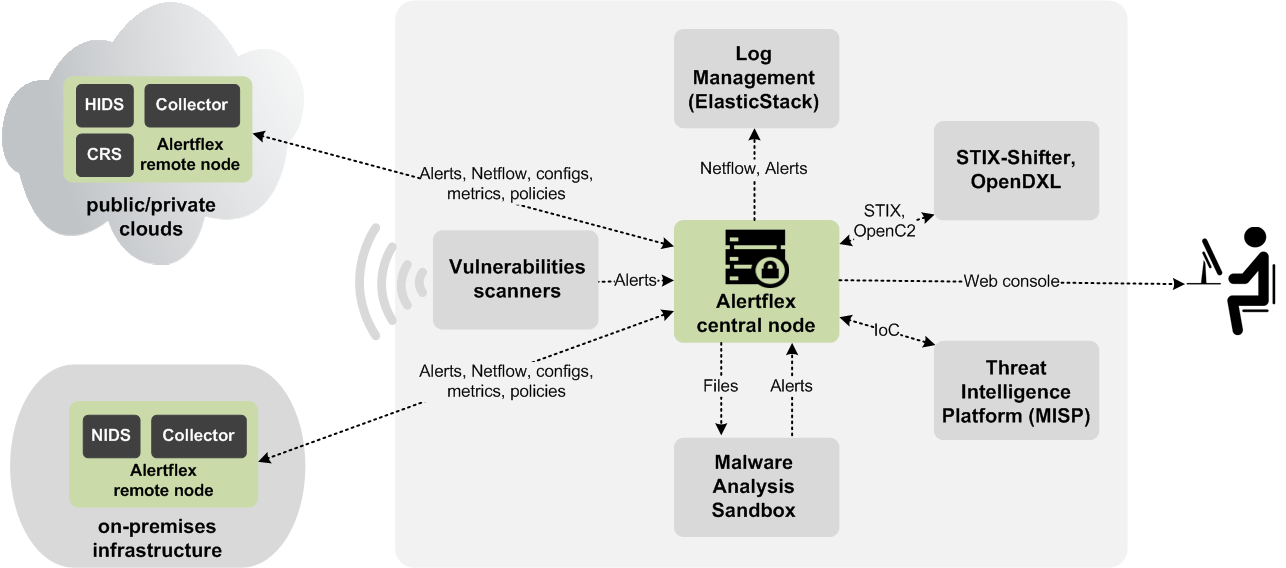 HIDS
Collector
CRS
Alertflex
remote node
public/private
clouds
Alerts, Netflow, configs,
metrics, policies
Log
Management
(ElasticStack)
Netflow, Alerts
STIX-Shifter,
OpenDXL
STIX,
OpenC2
Vulnerabilities
scanners
Alerts
Alertflex
central node
Web console
IoC
Threat
Intelligence
Platform (MISP)
Alerts, Netflow, configs,
metrics, policies
Files
Alerts
Malware
Analysis
Sandbox
NIDS
Collector
Alertflex
remote node
on-premises
infrastructure